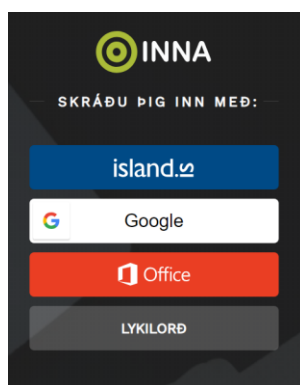 INNA
SKRÁÐU ÞIG INN MEÐ:
island.is
Google
Office
LYKILORÐ